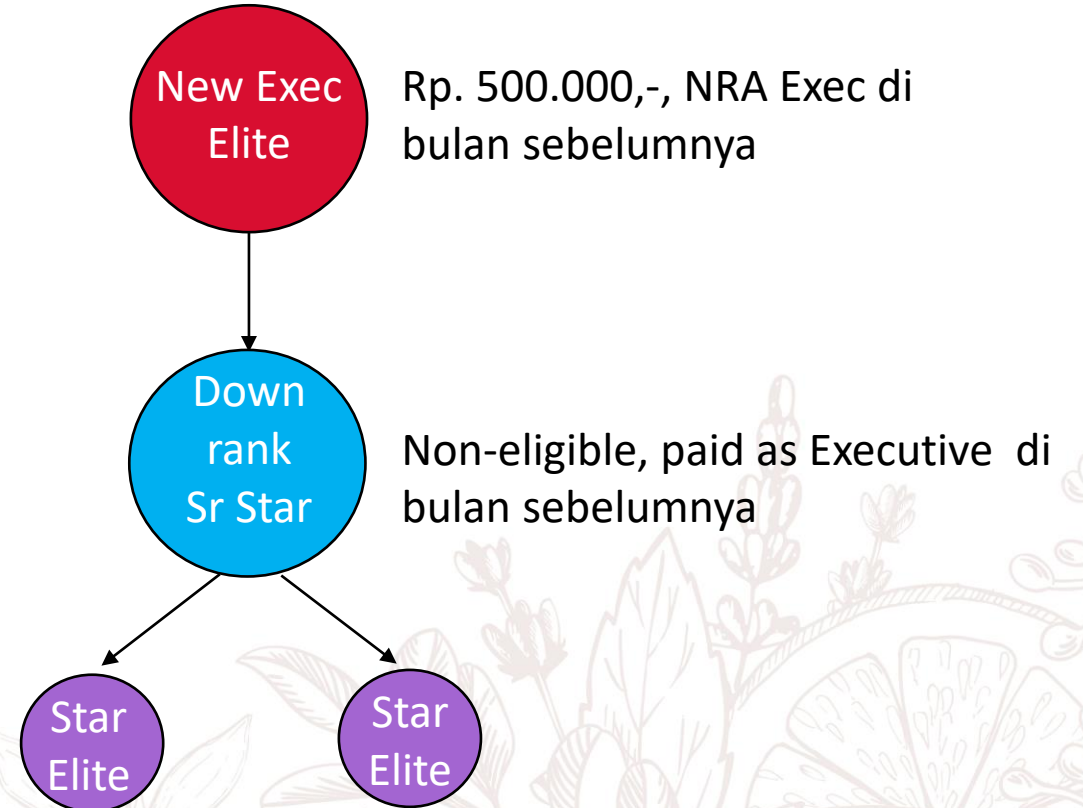 New Exec
Elite
Rp. 500.000,-, NRA Exec di
bulan sebelumnya
Down
rank
Sr Star
Non-eligible, paid as Executive  di
bulan sebelumnya
Star
Elite
Star
Elite